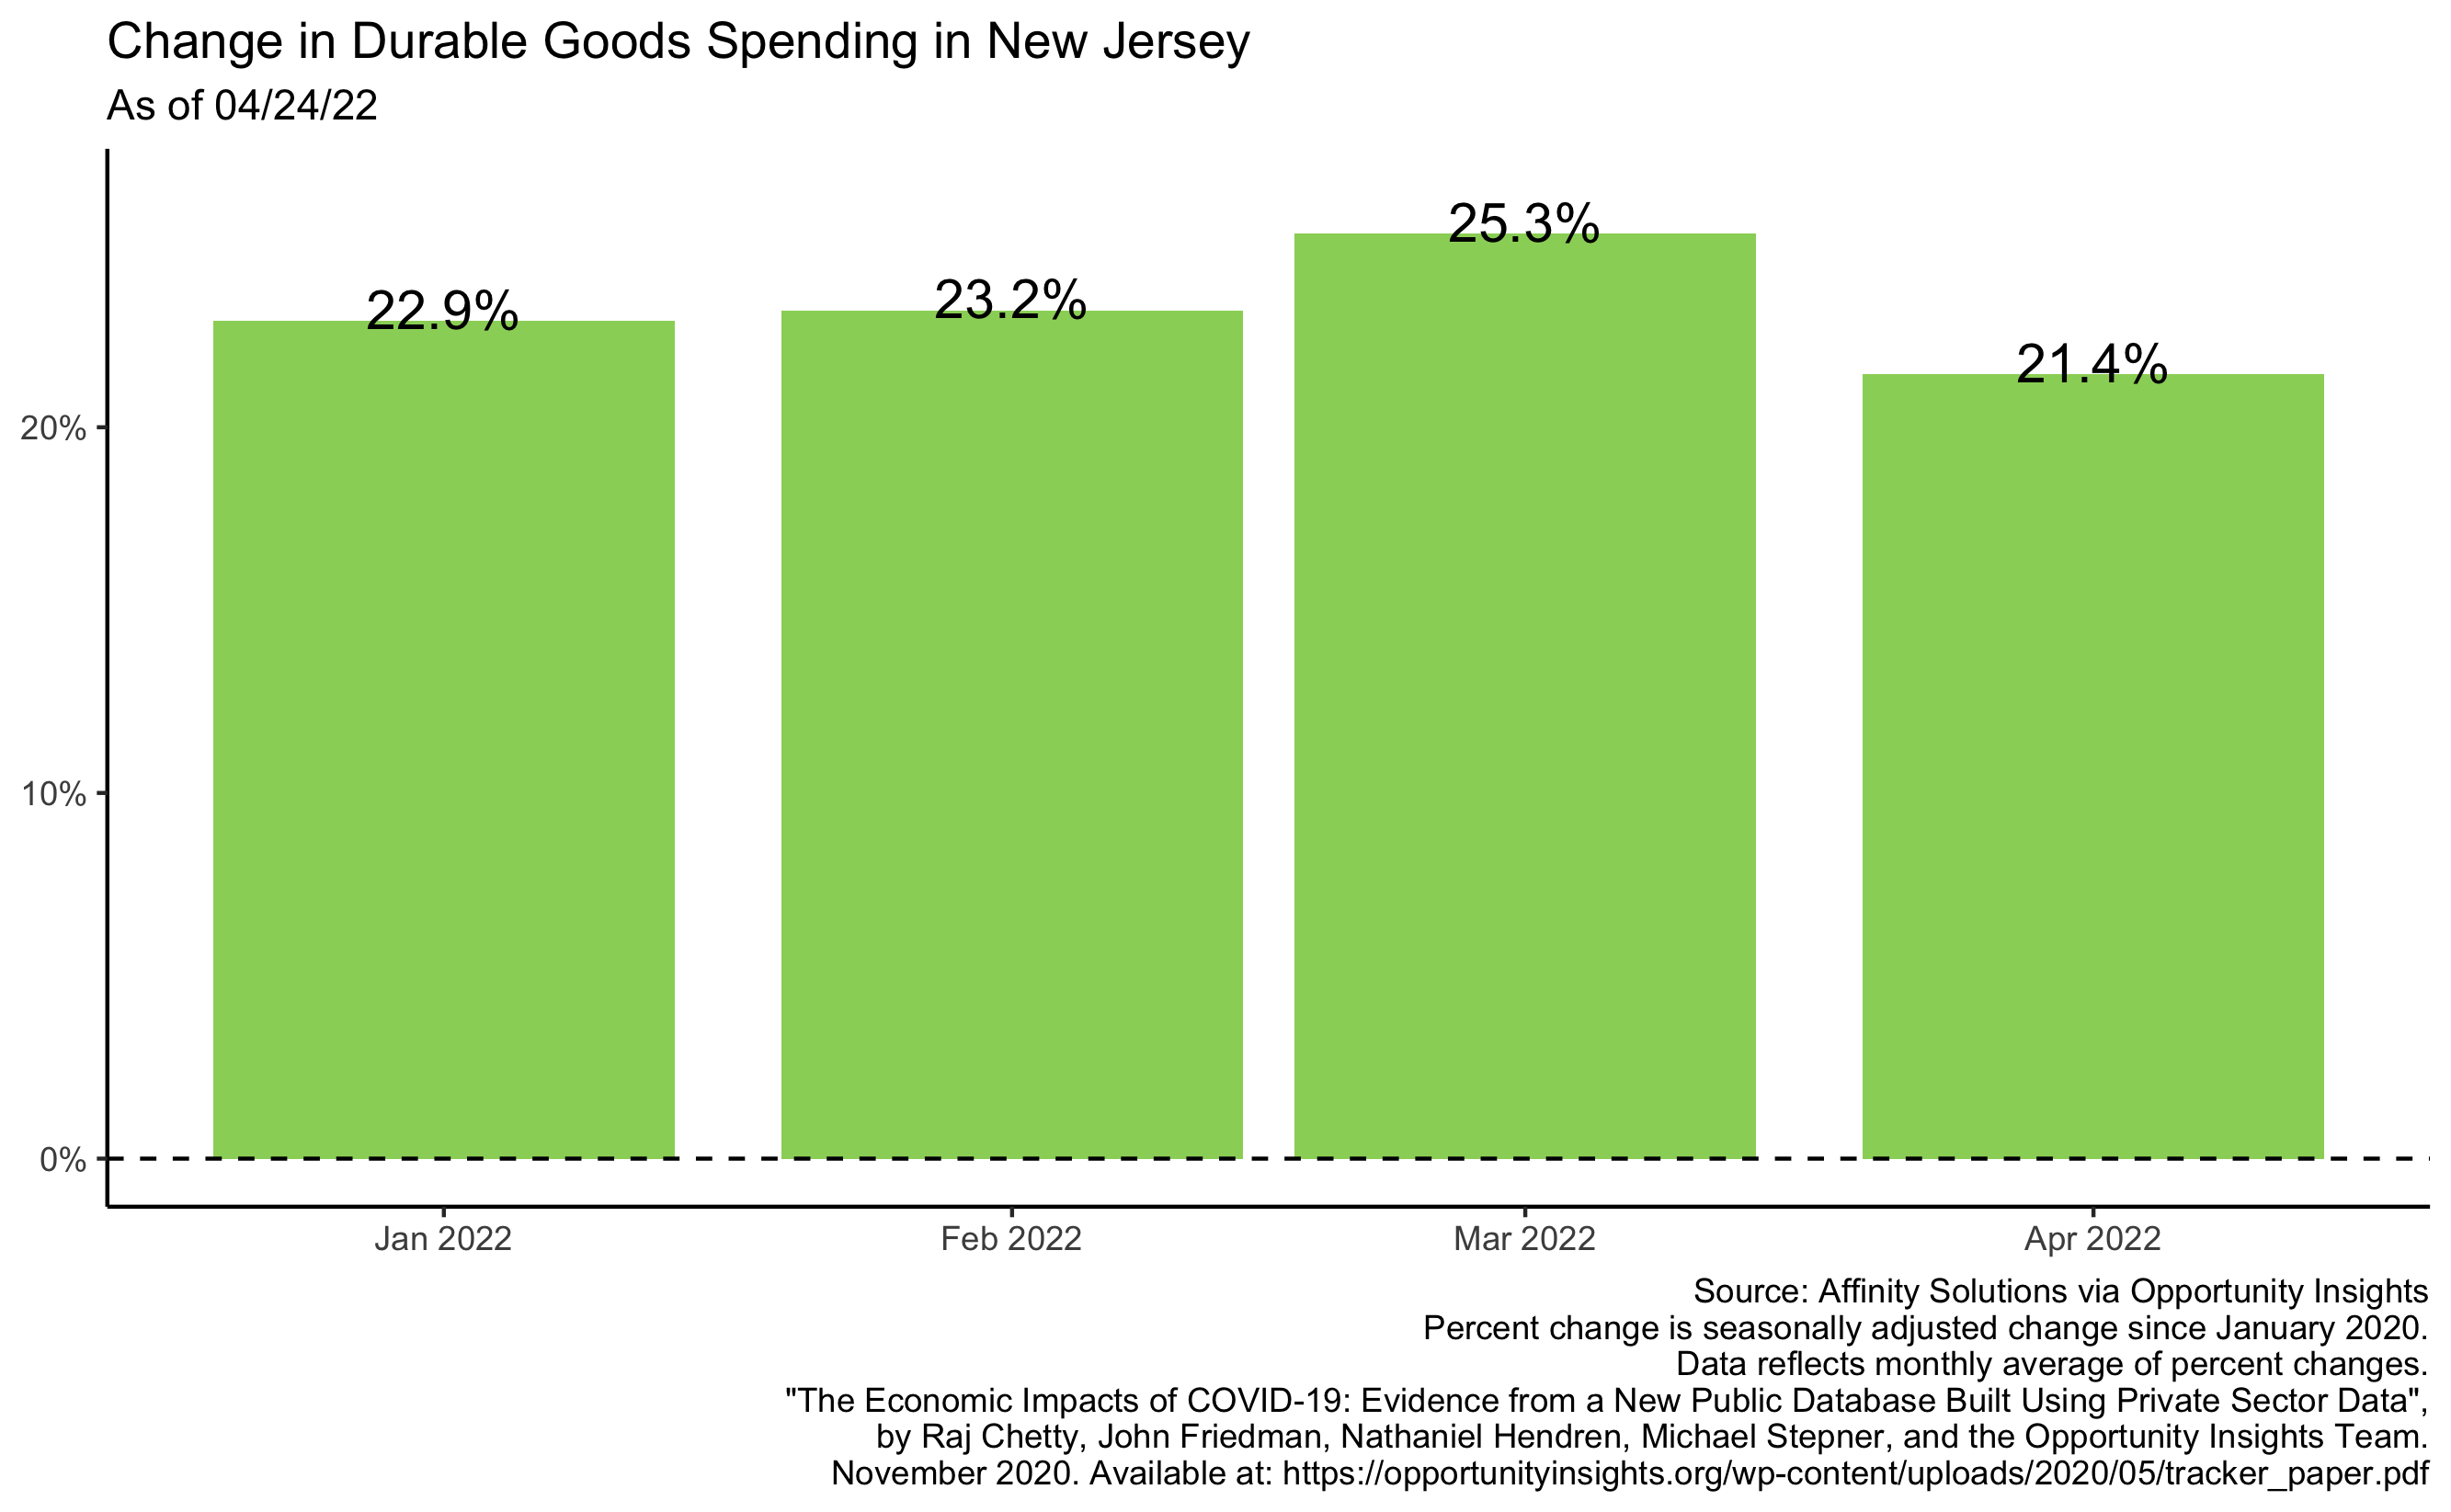 Change in Durable Goods Spending in New Jersey
As of 04/24/22
25.3%
23.2%
22.9%
21.4%
20%
10%
0%
Jan 2022
Feb 2022
Mar 2022
Apr 2022
Source: Affinity Solutions via Opportunity Insights
Percent change is seasonally adjusted change since January 2020.
Data reflects monthly average of percent changes.
"The Economic Impacts of COVID-19: Evidence from a New Public Database Built Using Private Sector Data",
by Raj Chetty, John Friedman, Nathaniel Hendren, Michael Stepner, and the Opportunity Insights Team.
November 2020. Available at: https://opportunityinsights.org/wp-content/uploads/2020/05/tracker_paper.pdf